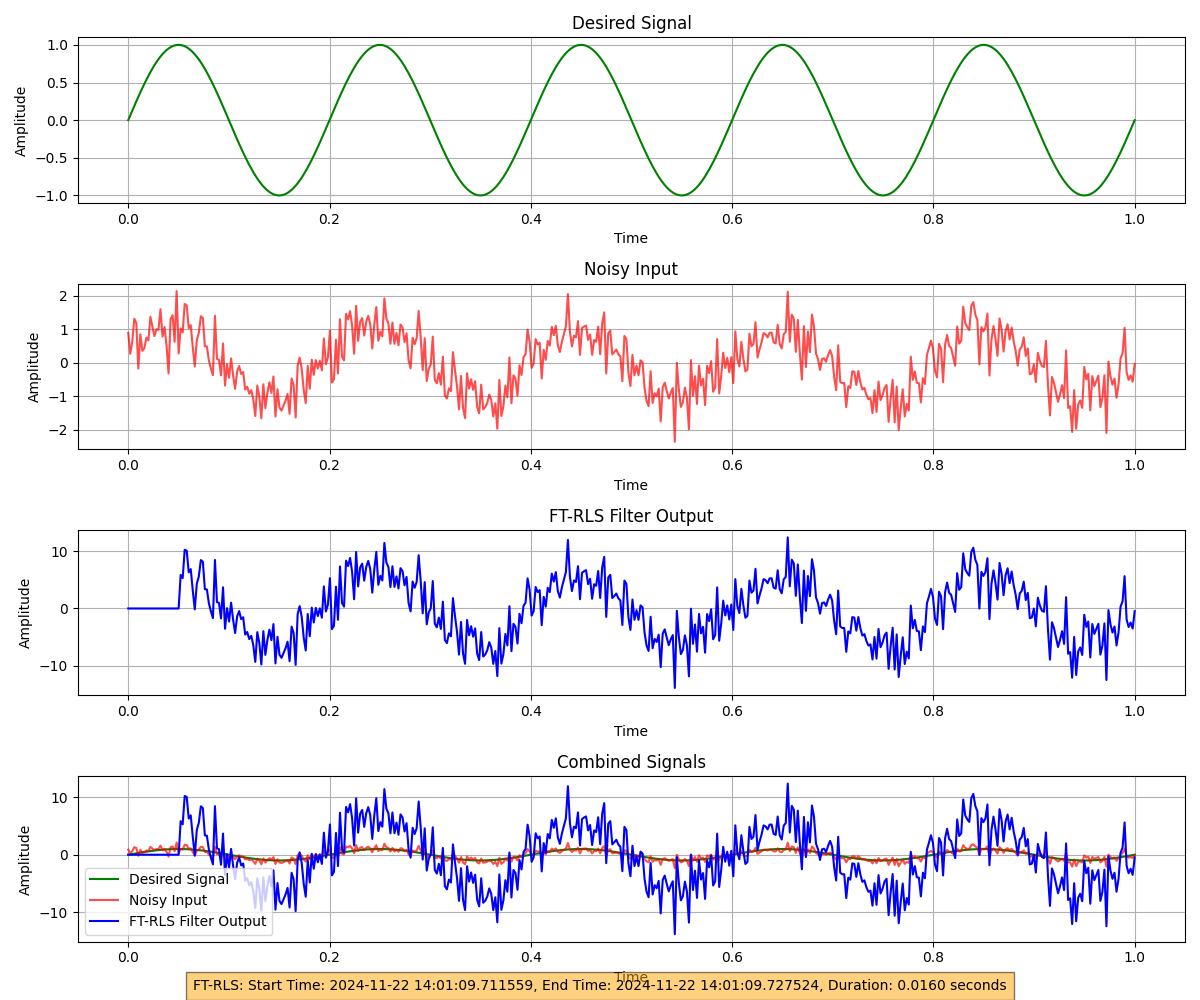 Desired Signal
Amplitude
1.0
0.5
0.0
−0.5
−1.0
0.0 0.2 0.4 0.6 0.8 1.0
Time
Noisy Input
Amplitude
2
1
0
−1
−2
0.0 0.2 0.4 0.6 0.8 1.0
Time
FT-RLS Filter Output
Amplitude
10
0
−10
0.0 0.2 0.4 0.6 0.8 1.0
Time
Combined Signals
Amplitude
10
0
−10
Desired Signal
Noisy Input
FT-RLS Filter Output
0.0 0.2 0.4 0.6 0.8 1.0
Time
FT-RLS: Start Time: 2024-11-22 14:01:09.711559, End Time: 2024-11-22 14:01:09.727524, Duration: 0.0160 seconds